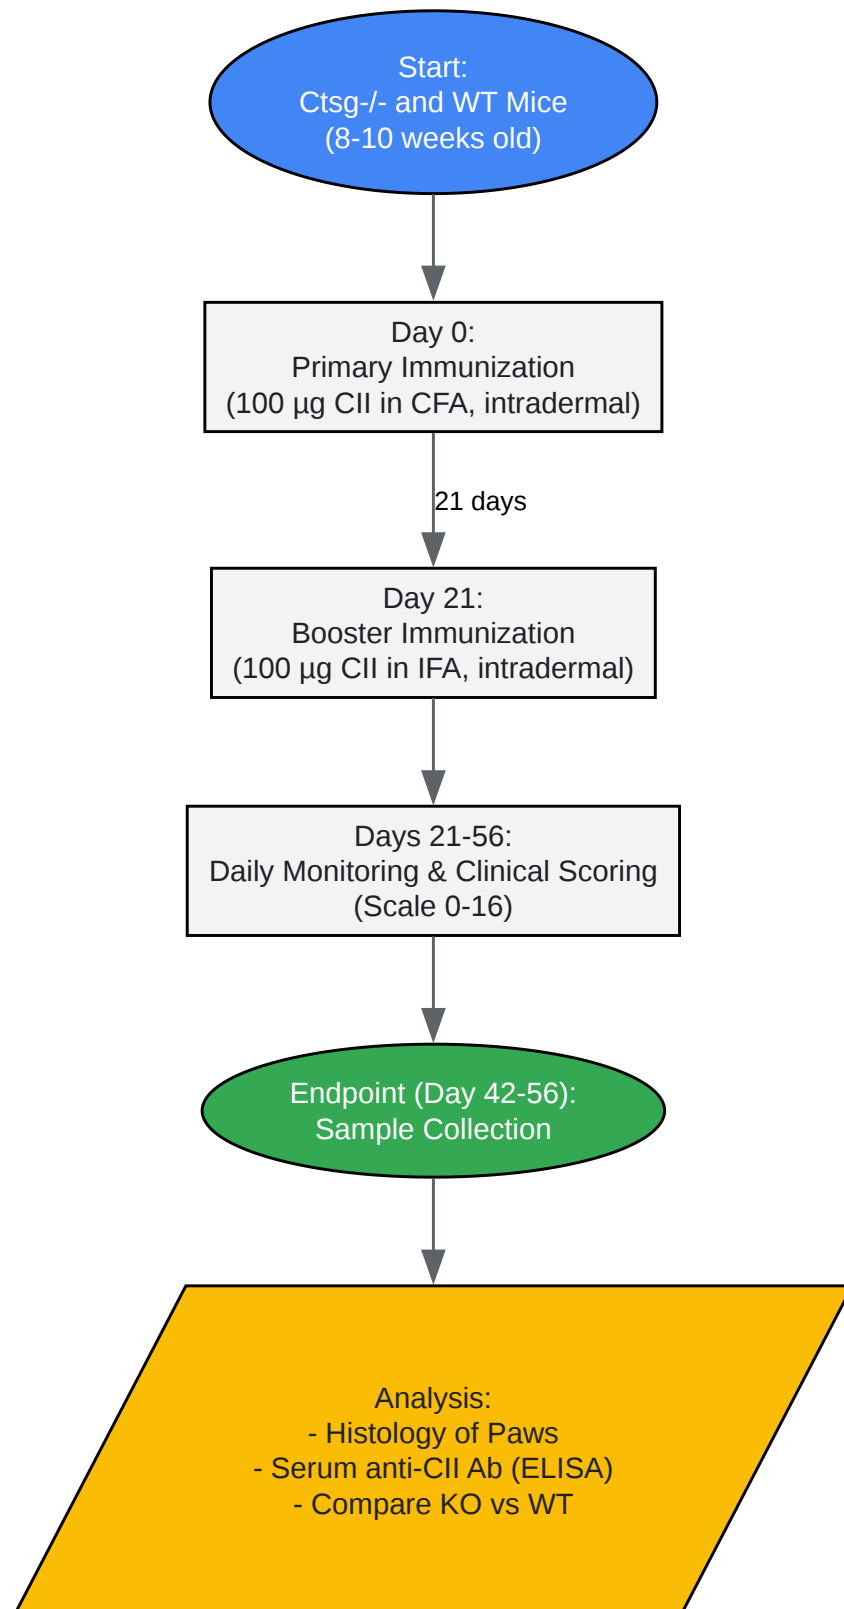 Start:
Ctsg-/- and WT Mice
(8-10 weeks old)
Day 0:
Primary Immunization
(100 µg CII in CFA, intradermal)
21 days
Day 21:
Booster Immunization
(100 µg CII in IFA, intradermal)
Days 21-56:
Daily Monitoring & Clinical Scoring
(Scale 0-16)
Endpoint (Day 42-56):
Sample Collection
Analysis:
- Histology of Paws
- Serum anti-CII Ab (ELISA)
- Compare KO vs WT